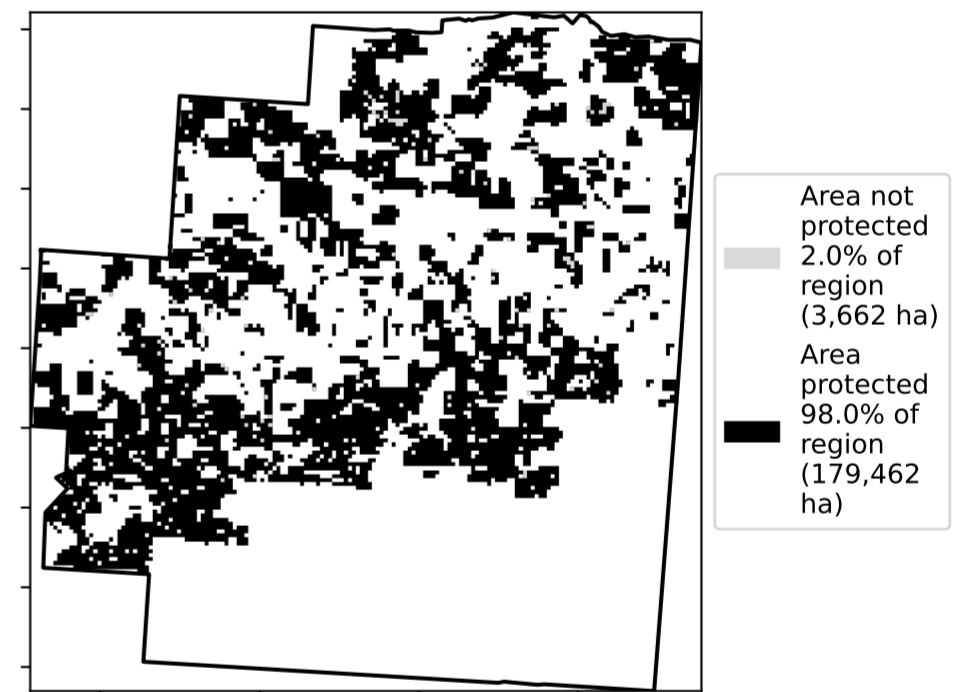 Area not
protected
2.0% of
region
(3,662 ha)
Area
protected
98.0% of
region
(179,462
ha)